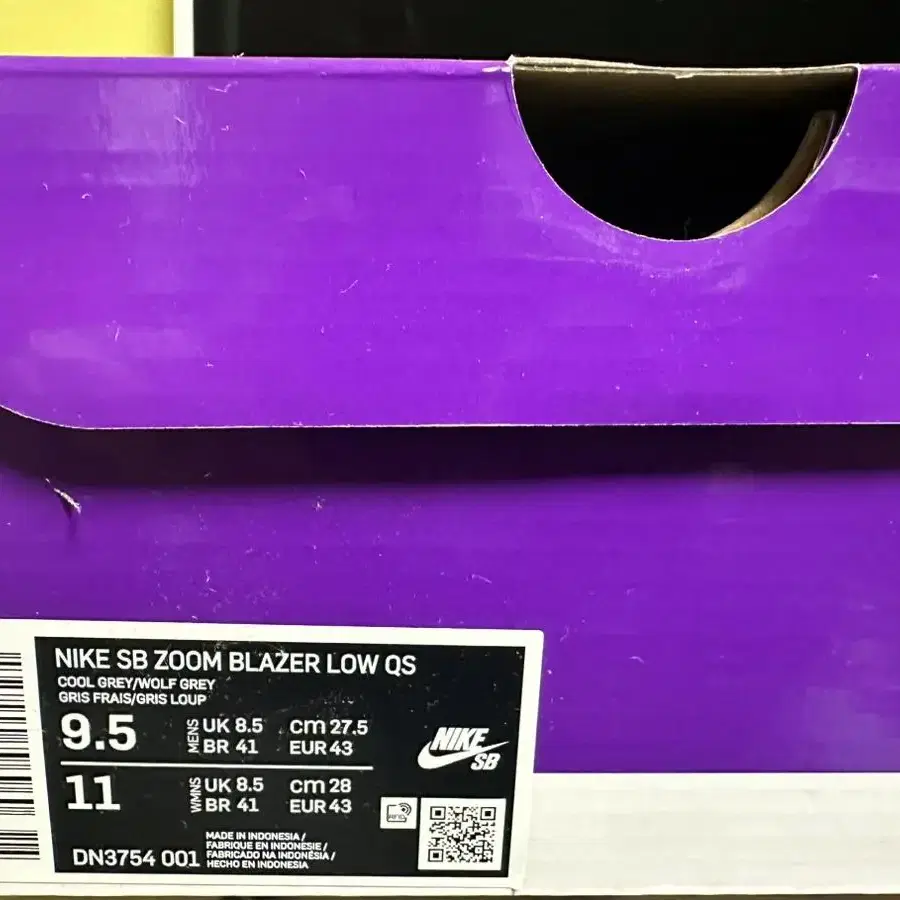 NIKE SB ZOOM BLAZER LOW QS
COOL GREY/WOLF GREY
GRIS FRAIS/GRIS LOUP
9.5 MENS UK 8.5 cm 27.5
BR 41 EUR 43
11 WMNS UK 8.5 cm 28
BR 41 EUR 43
NIKE
SB
RFID
MADE IN INDONESIA /
FABRIQUE EN INDONESIE /
FABRICADO NA INDONÉSIA /
HECHO EN INDONESIA
DN3754 001